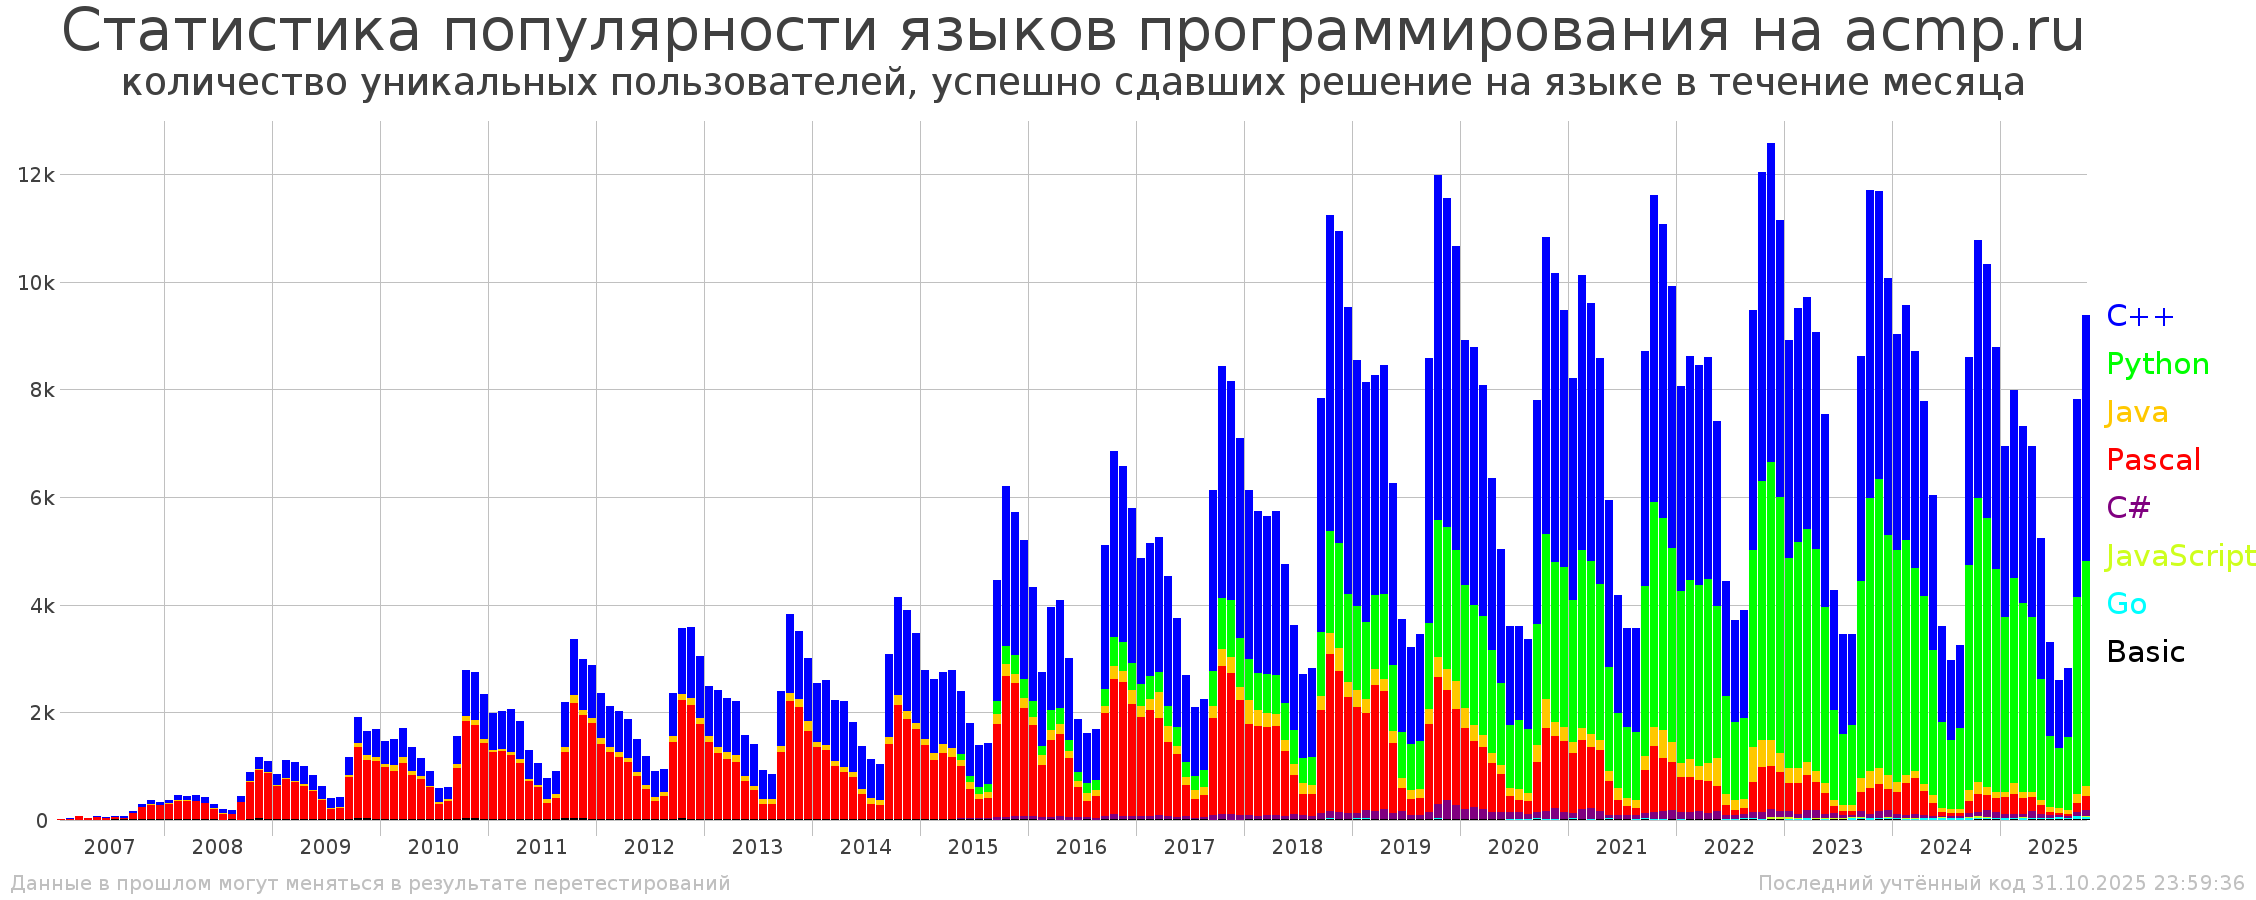 Статистика популярности языков программирования на acmp.ru
количество уникальных пользователей, успешно сдавших решение на языке в течение месяца
12k
10k
8k
6k
4k
2k
0
C++
Python
Java
Pascal
C#
JavaScript
Go
Basic
2007 2008 2009 2010 2011 2012 2013 2014 2015 2016 2017 2018 2019 2020 2021 2022 2023 2024 2025
Данные в прошлом могут меняться в результате перетестирований
Последний учтённый код 31.10.2025 23:59:36